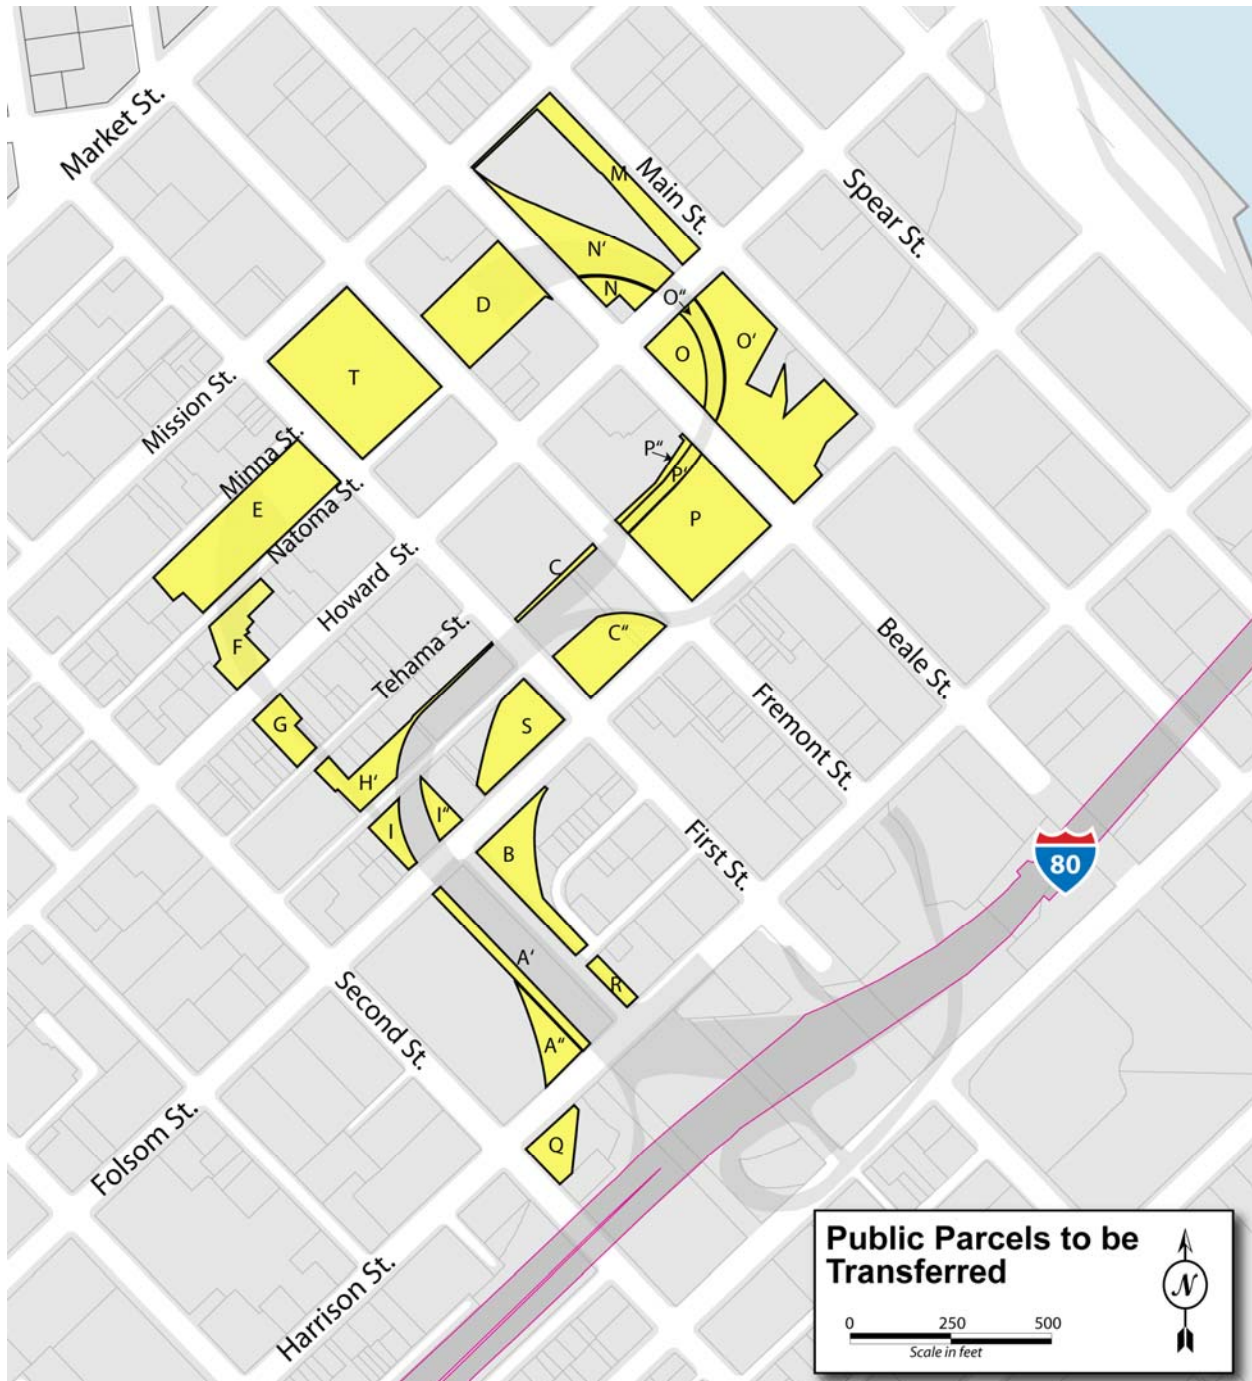 Market St.
Main St.
Spear St.
M
N'
N
D
O"
O
O'
T
Mission St.
Minna St.
E
Natoma St.
P"
P'
P
Howard St.
C
F
Tehama St.
C"
Beale St.
G
S
Fremont St.
H'
I
I"
B
First St.
80
A'
R
Second St.
A"
Q
Folsom St.
Harrison St.
Public Parcels to be
Transferred
0 250 500
Scale in feet
N